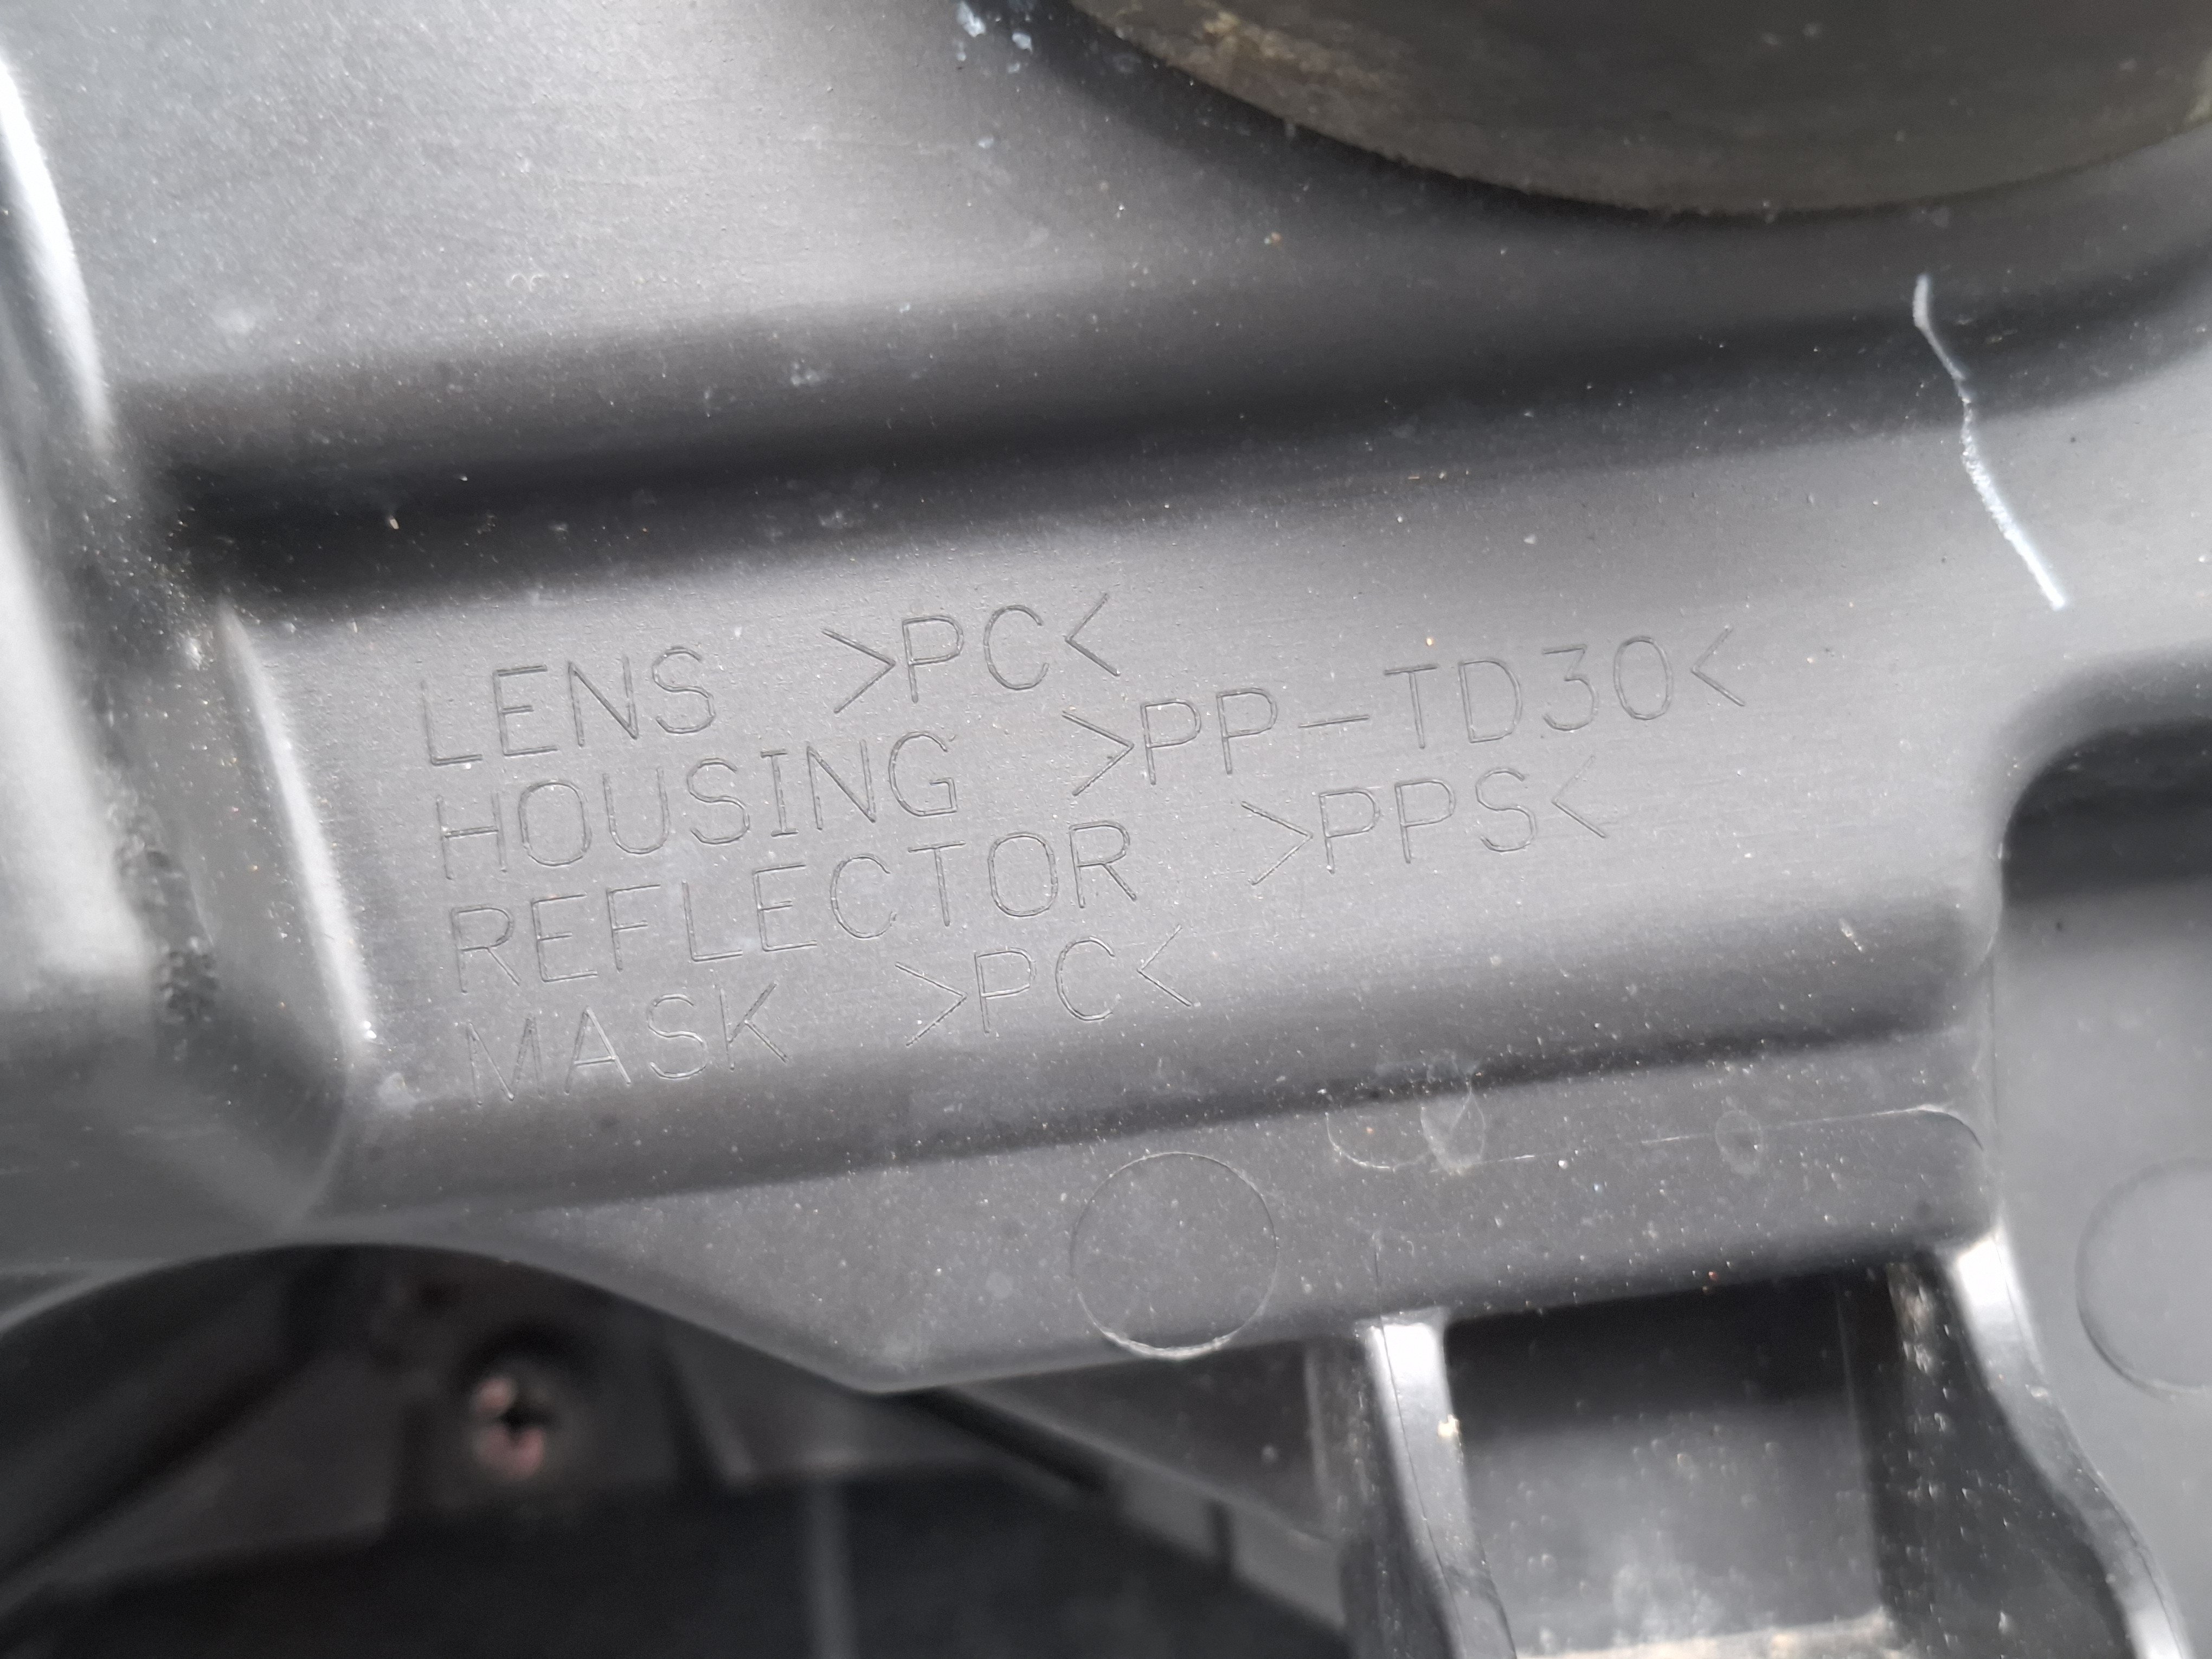 LENS >PC<
HOUSING >PP-TD30<
REFLECTOR >PPS<
MASK >PC<